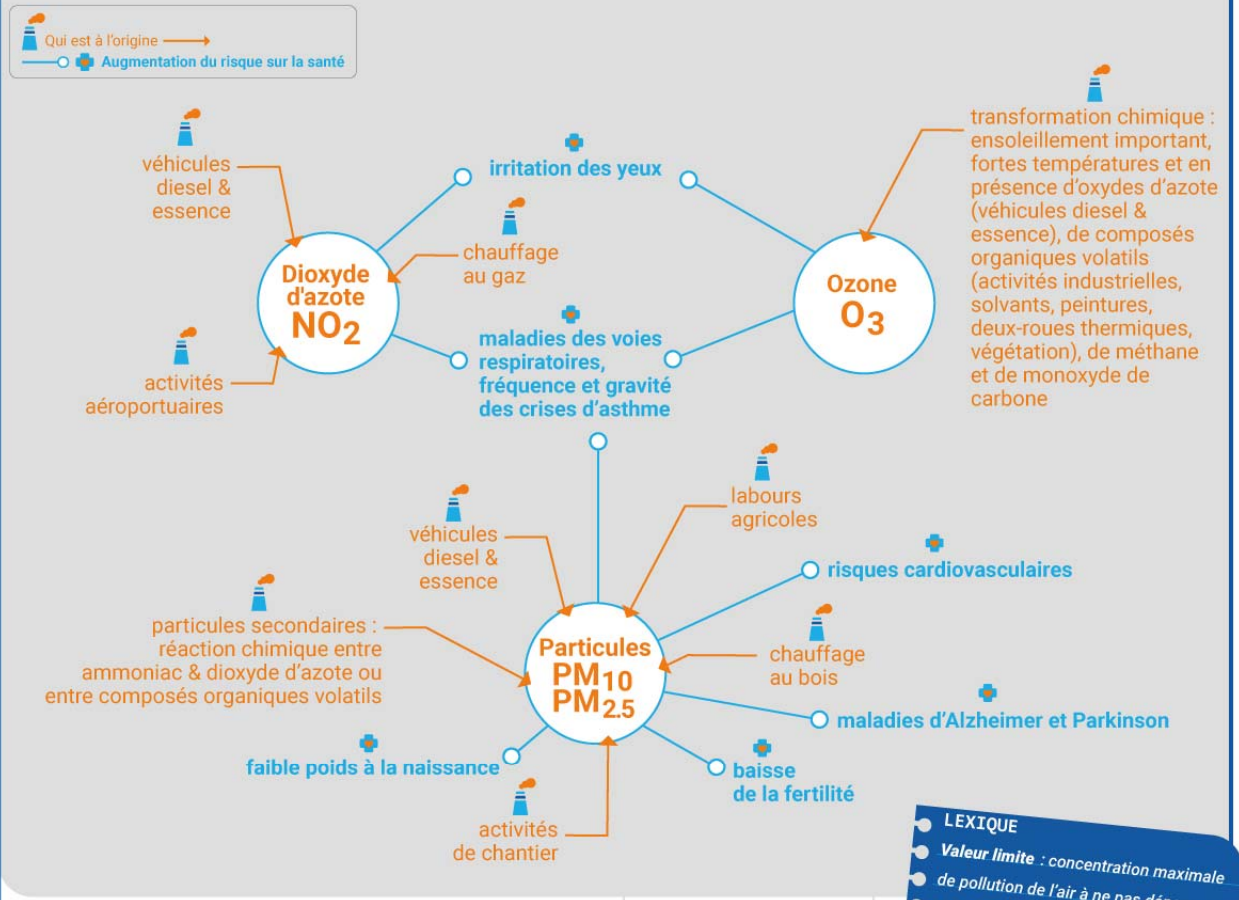 Qui est à l'origine
Augmentation du risque sur la santé
véhicules
diesel &
essence
irritation des yeux
transformation chimique :
ensoleillement important,
fortes températures et en
présence d'oxydes d'azote
(véhicules diesel &
essence), de composés
organiques volatils
(activités industrielles,
solvants, peintures,
deux-roues thermiques,
végétation), de méthane
et de monoxyde de
carbone
chauffage
au gaz
Dioxyde
d'azote
NO2
Ozone
O3
activités
aéroportuaires
maladies des voies
respiratoires,
fréquence et gravité
des crises d'asthme
labours
agricoles
véhicules
diesel &
essence
risques cardiovasculaires
particules secondaires :
réaction chimique entre
ammoniac & dioxyde d'azote ou
entre composés organiques volatils
Particules
PM10
PM2.5
chauffage
au bois
maladies d'Alzheimer et Parkinson
faible poids à la naissance
baisse
de la fertilité
activités
de chantier
LEXIQUE
Valeur limite : concentration maximale
de pollution de l'air à ne pas